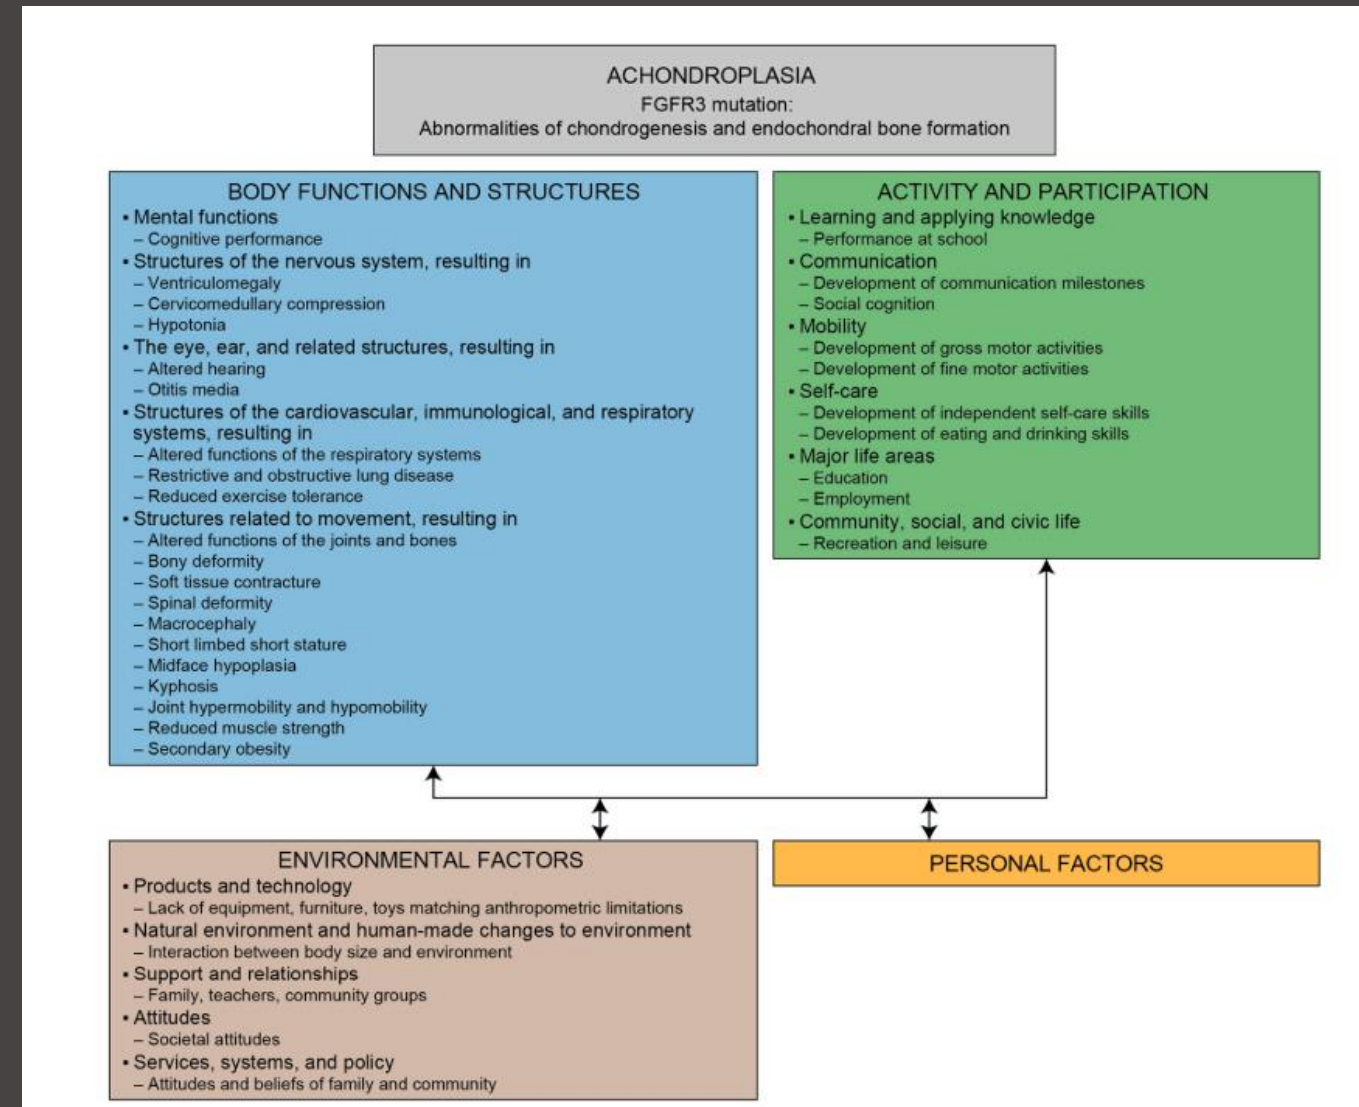 ACHONDROPLASIA
FGFR3 mutation:
Abnormalities of chondrogenesis and endochondral bone formation
BODY FUNCTIONS AND STRUCTURES
▪ Mental functions
– Cognitive performance
▪ Structures of the nervous system, resulting in
– Ventriculomegaly
– Cervicomedullary compression
– Hypotonia
▪ The eye, ear, and related structures, resulting in
– Altered hearing
– Otitis media
▪ Structures of the cardiovascular, immunological, and respiratory
systems, resulting in
– Altered functions of the respiratory systems
– Restrictive and obstructive lung disease
– Reduced exercise tolerance
▪ Structures related to movement, resulting in
– Altered functions of the joints and bones
– Bony deformity
– Soft tissue contracture
– Spinal deformity
– Macrocephaly
– Short limbed short stature
– Midface hypoplasia
– Kyphosis
– Joint hypermobility and hypomobility
– Reduced muscle strength
– Secondary obesity
ACTIVITY AND PARTICIPATION
▪ Learning and applying knowledge
– Performance at school
▪ Communication
– Development of communication milestones
– Social cognition
▪ Mobility
– Development of gross motor activities
– Development of fine motor activities
▪ Self-care
– Development of independent self-care skills
– Development of eating and drinking skills
▪ Major life areas
– Education
– Employment
▪ Community, social, and civic life
– Recreation and leisure
ENVIRONMENTAL FACTORS
▪ Products and technology
– Lack of equipment, furniture, toys matching anthropometric limitations
▪ Natural environment and human-made changes to environment
– Interaction between body size and environment
▪ Support and relationships
– Family, teachers, community groups
▪ Attitudes
– Societal attitudes
▪ Services, systems, and policy
– Attitudes and beliefs of family and community
PERSONAL FACTORS